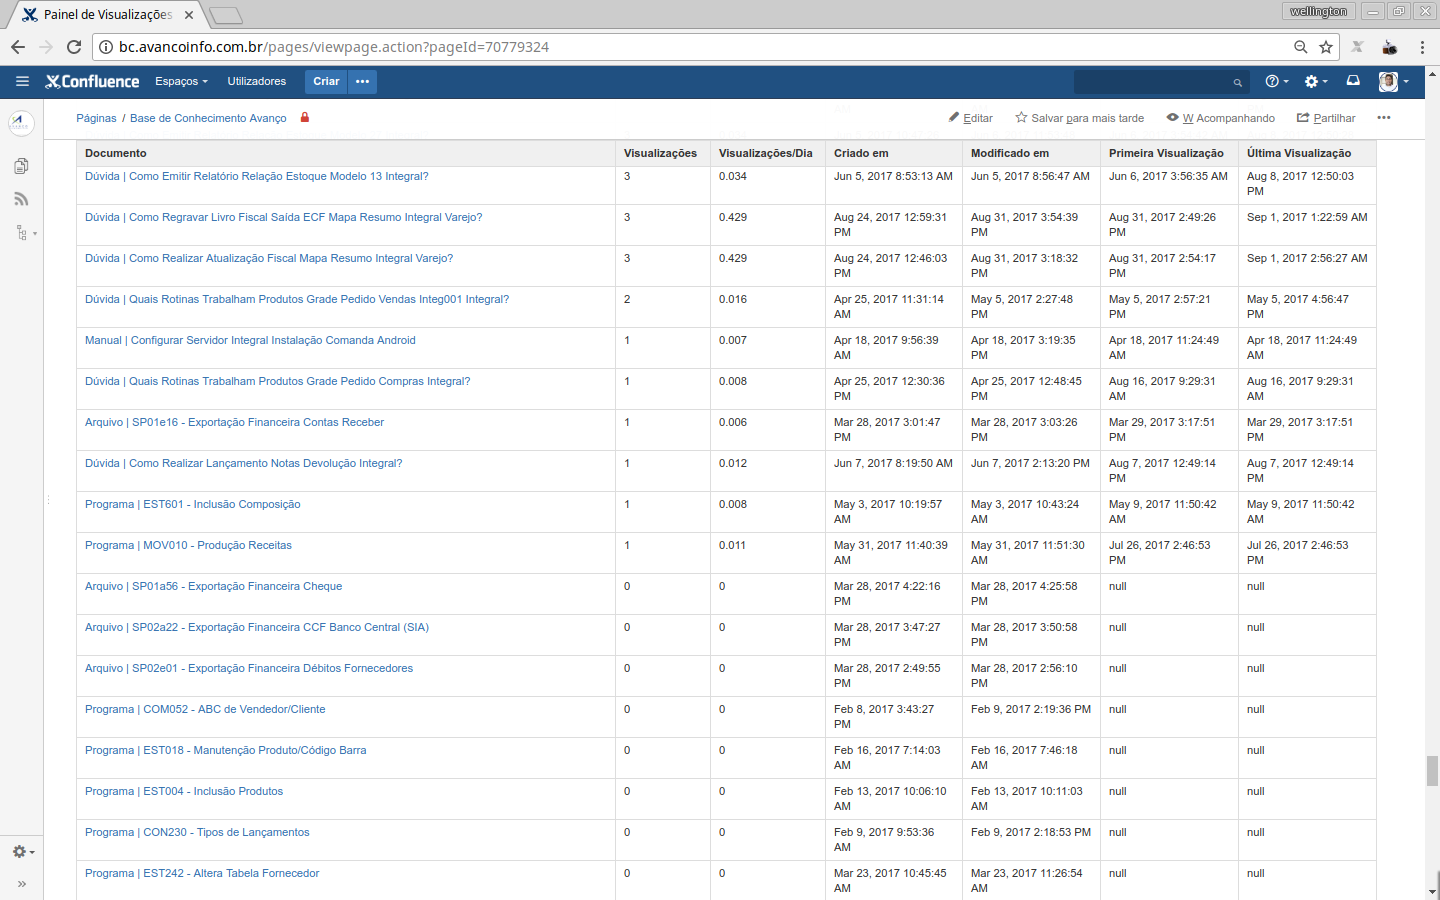 Painel de Visualizações
wellington
bc.avancoinfo.com.br/pages/viewpage.action?pageId=70779324
Confluence Espaços Utilizadores Criar
Páginas / Base de Conhecimento Avanço Editar Salvar para mais tarde W Acompanhando Partilhar
Documento Visualizações Visualizações/Dia Criado em Modificado em Primeira Visualização Última Visualização
Dúvida | Como Emitir Relatório Relação Estoque Modelo 13 Integral? 3 0.034 Jun 5, 2017 8:53:13 AM Jun 5, 2017 8:56:47 AM Jun 6, 2017 3:56:35 AM Aug 8, 2017 12:50:03
PM
Dúvida | Como Regravar Livro Fiscal Saída ECF Mapa Resumo Integral Varejo? 3 0.429 Aug 24, 2017 12:59:31 Aug 31, 2017 3:54:39 Aug 31, 2017 2:49:26 Sep 1, 2017 1:22:59 AM
PM PM PM
Dúvida | Como Realizar Atualização Fiscal Mapa Resumo Integral Varejo? 3 0.429 Aug 24, 2017 12:46:03 Aug 31, 2017 3:18:32 Aug 31, 2017 2:54:17 Sep 1, 2017 2:56:27 AM
PM PM PM
Dúvida | Quais Rotinas Trabalham Produtos Grade Pedido Vendas Integ001 Integral? 2 0.016 Apr 25, 2017 11:31:14 May 5, 2017 2:27:48 May 5, 2017 2:57:21 May 5, 2017 4:56:47
AM PM PM PM
Manual | Configurar Servidor Integral Instalação Comanda Android 1 0.007 Apr 18, 2017 9:56:39 Apr 18, 2017 3:19:35 Apr 18, 2017 11:24:49 Apr 18, 2017 11:24:49
AM PM AM AM
Dúvida | Quais Rotinas Trabalham Produtos Grade Pedido Compras Integral? 1 0.008 Apr 25, 2017 12:30:36 Apr 25, 2017 12:48:45 Aug 16, 2017 9:29:31 Aug 16, 2017 9:29:31
PM PM AM AM
Arquivo | SP01e16 - Exportação Financeira Contas Receber 1 0.006 Mar 28, 2017 3:01:47 Mar 28, 2017 3:03:26 Mar 29, 2017 3:17:51 Mar 29, 2017 3:17:51
PM PM PM PM
Dúvida | Como Realizar Lançamento Notas Devolução Integral? 1 0.012 Jun 7, 2017 8:19:50 AM Jun 7, 2017 2:13:20 PM Aug 7, 2017 12:49:14 Aug 7, 2017 12:49:14
PM PM
Programa | EST601 - Inclusão Composição 1 0.008 May 3, 2017 10:19:57 May 3, 2017 10:43:24 May 9, 2017 11:50:42 May 9, 2017 11:50:42
AM AM AM AM
Programa | MOV010 - Produção Receitas 1 0.011 May 31, 2017 11:40:39 May 31, 2017 11:51:30 Jul 26, 2017 2:46:53 Jul 26, 2017 2:46:53
AM AM PM PM
Arquivo | SP01a56 - Exportação Financeira Cheque 0 0 Mar 28, 2017 4:22:16 Mar 28, 2017 4:25:58 null null
PM PM
Arquivo | SP02a22 - Exportação Financeira CCF Banco Central (SIA) 0 0 Mar 28, 2017 3:47:27 Mar 28, 2017 3:50:58 null null
PM PM
Arquivo | SP02e01 - Exportação Financeira Débitos Fornecedores 0 0 Mar 28, 2017 2:49:55 Mar 28, 2017 2:56:10 null null
PM PM
Programa | COM052 - ABC de Vendedor/Cliente 0 0 Feb 8, 2017 3:43:27 Feb 9, 2017 2:19:36 PM null null
PM
Programa | EST018 - Manutenção Produto/Código Barra 0 0 Feb 16, 2017 7:14:03 Feb 16, 2017 7:46:18 null null
AM AM
Programa | EST004 - Inclusão Produtos 0 0 Feb 13, 2017 10:06:10 Feb 13, 2017 10:11:03 null null
AM AM
Programa | CON230 - Tipos de Lançamentos 0 0 Feb 9, 2017 9:53:36 Feb 9, 2017 2:18:53 PM null null
AM
Programa | EST242 - Altera Tabela Fornecedor 0 0 Mar 23, 2017 10:45:45 Mar 23, 2017 11:26:54 null null
AM AM